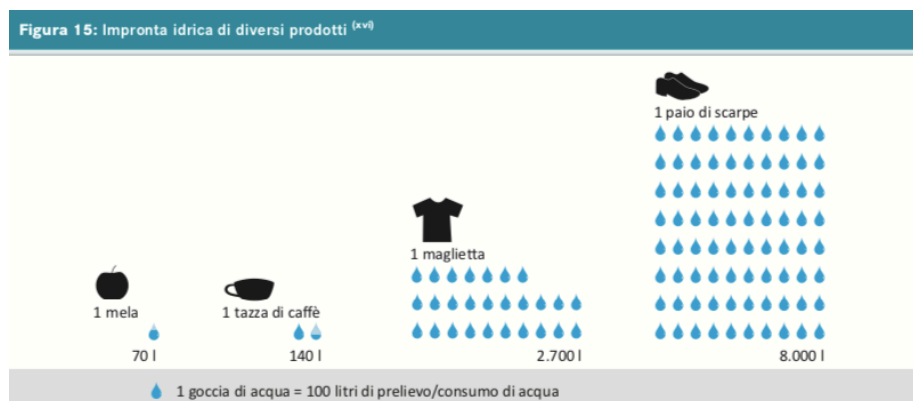 Figura 15: Impronta idrica di diversi prodotti (xvi)
1 paio di scarpe
1 maglietta
1 mela
1 tazza di caffè
70 l
140 l
2.700 l
8.000 l
1 goccia di acqua = 100 litri di prelievo/consumo di acqua